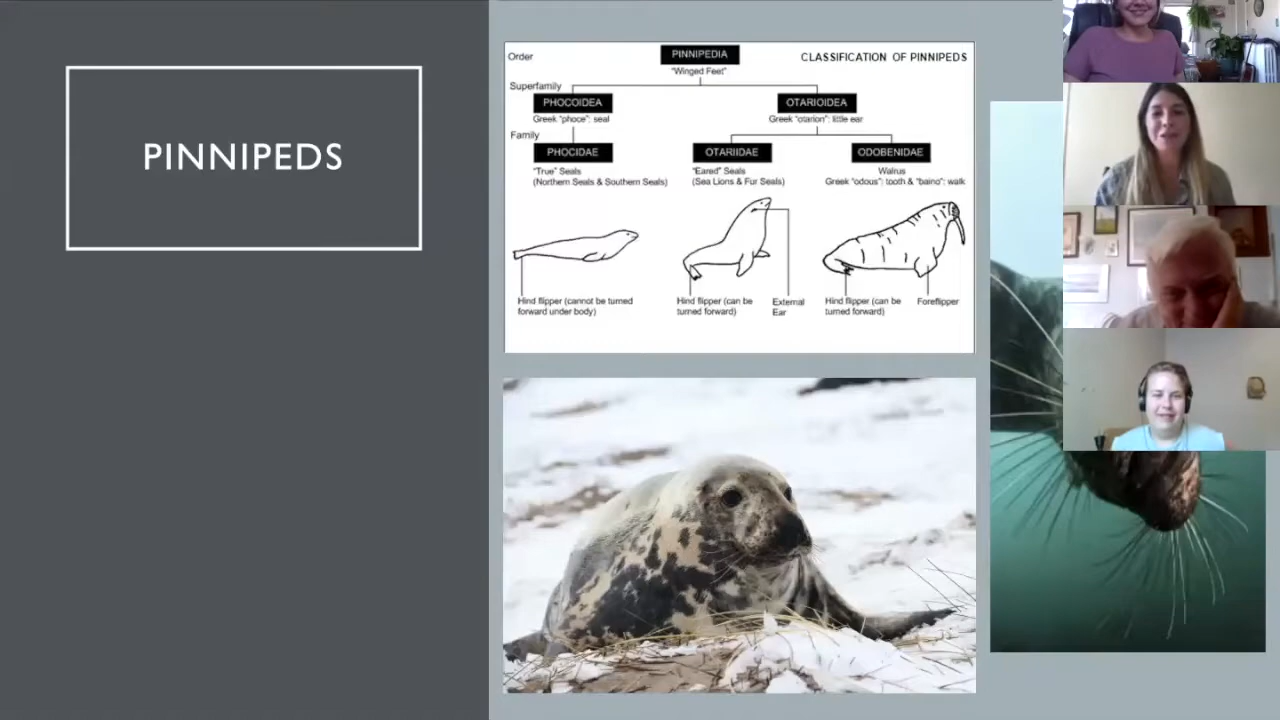 PINNIPEDS
Order
PINNIPEDIA
CLASSIFICATION OF PINNIPEDS
"Winged Feet"
Superfamily
PHOCOIDEA
OTARIOIDEA
Greek "phoce": seal
Greek "otarion": little ear
Family
PHOCIDAE
OTARIIDAE
ODOBENIDAE
"True" Seals
(Northern Seals & Southern Seals)
"Eared" Seals
(Sea Lions & Fur Seals)
Walrus
Greek "odous": tooth & "baino": walk
Hind flipper (cannot be turned
forward under body)
Hind flipper (can be
turned forward)
External
Ear
Hind flipper (can be
turned forward)
Foreflipper